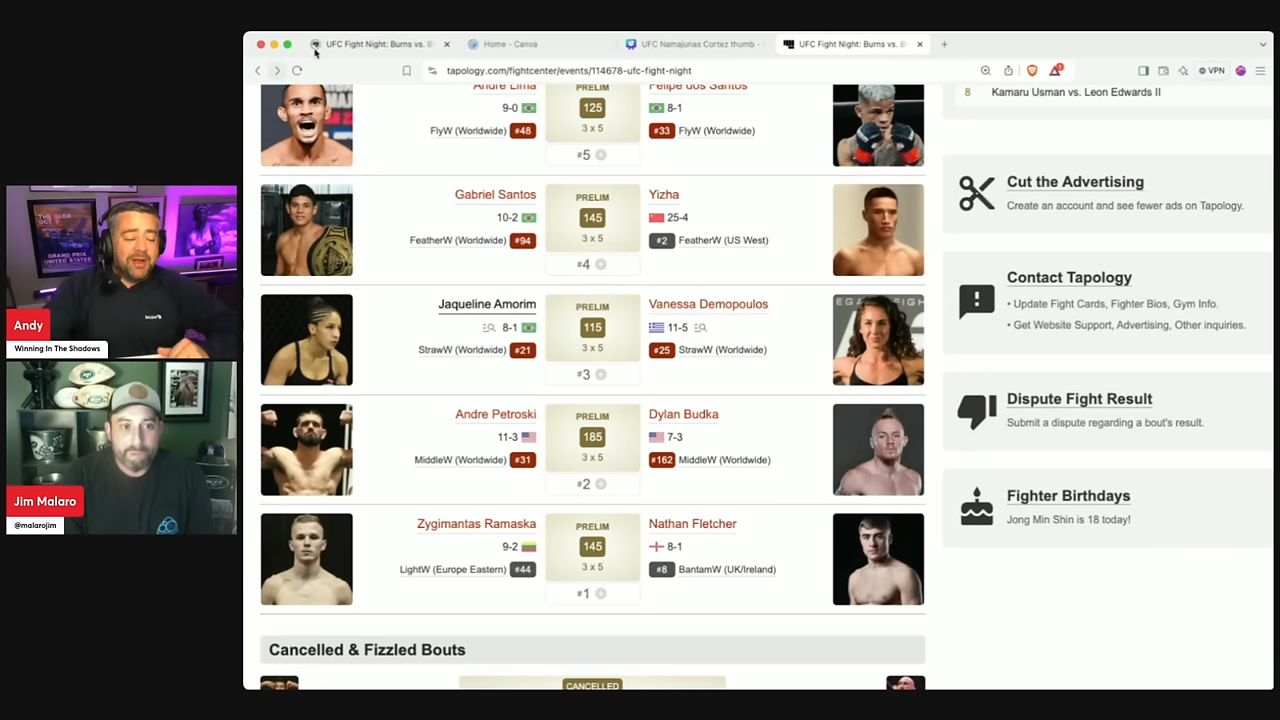 UFC Fight Night: Burns vs. B
Home - Canva
UFC Namajunas Cortez thumb -
UFC Fight Night: Burns vs. B
tapology.com/fightcenter/events/114678-ufc-fight-night
VPN
Andre Lima
PRELIM
Felipe dos Santos
9-0
125
8-1
FlyW (Worldwide) #48
3 x 5
#33 FlyW (Worldwide)
#5
Gabriel Santos
PRELIM
Yizha
10-2
145
25-4
FeatherW (Worldwide) #94
3 x 5
#2 FeatherW (US West)
#4
Jaqueline Amorim
PRELIM
Vanessa Demopoulos
8-1
115
11-5
StrawW (Worldwide) #21
3 x 5
#25 StrawW (Worldwide)
#3
Andre Petroski
PRELIM
Dylan Budka
11-3
185
7-3
MiddleW (Worldwide) #31
3 x 5
#162 MiddleW (Worldwide)
#2
Zygimantas Ramaska
PRELIM
Nathan Fletcher
9-2
145
8-1
LightW (Europe Eastern) #44
3 x 5
#8 BantamW (UK/Ireland)
#1
Cancelled & Fizzled Bouts
CANCELLED
8 Kamaru Usman vs. Leon Edwards II
Cut the Advertising
Create an account and see fewer ads on Tapology.
Contact Tapology
• Update Fight Cards, Fighter Bios, Gym Info.
• Get Website Support, Advertising, Other inquiries.
Dispute Fight Result
Submit a dispute regarding a bout's result.
Fighter Birthdays
Jong Min Shin is 18 today!
GRAND PRIX
UNITED STATES
Andy
Winning In The Shadows
Jim Malaro
@malarojim